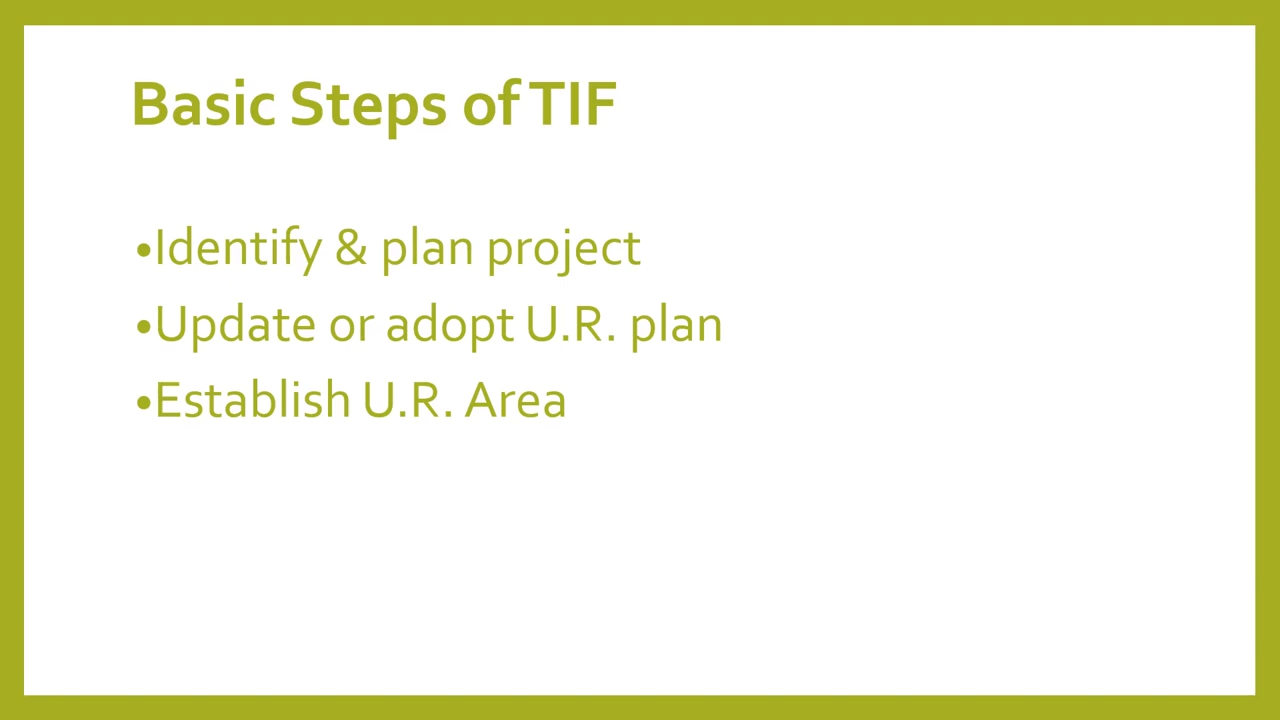 Basic Steps of TIF
•Identify & plan project
•Update or adopt U.R. plan
•Establish U.R. Area